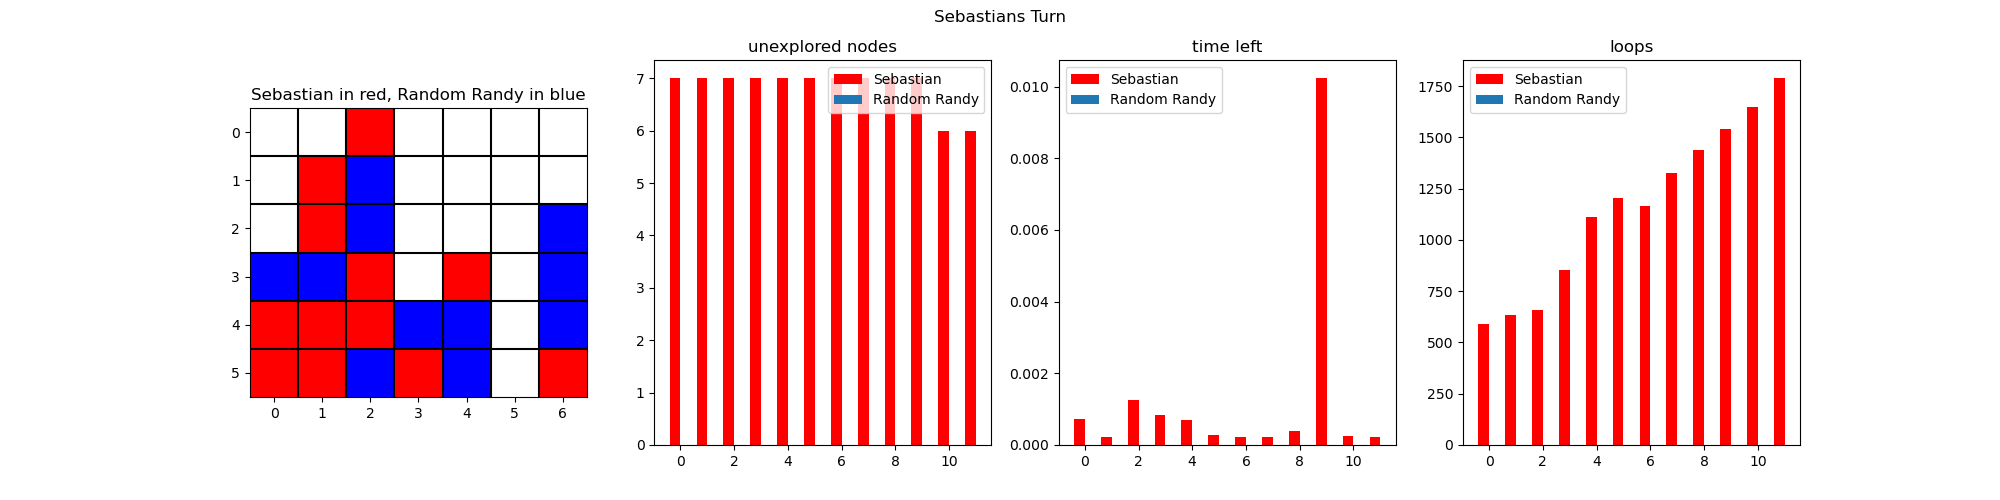 Sebastians Turn
Sebastian in red, Random Randy in blue
0
1
2
3
4
5
0 1 2 3 4 5 6
unexplored nodes
Sebastian
Random Randy
7
6
5
4
3
2
1
0
0 2 4 6 8 10
time left
Sebastian
Random Randy
0.010
0.008
0.006
0.004
0.002
0.000
0 2 4 6 8 10
loops
Sebastian
Random Randy
1750
1500
1250
1000
750
500
250
0
0 2 4 6 8 10